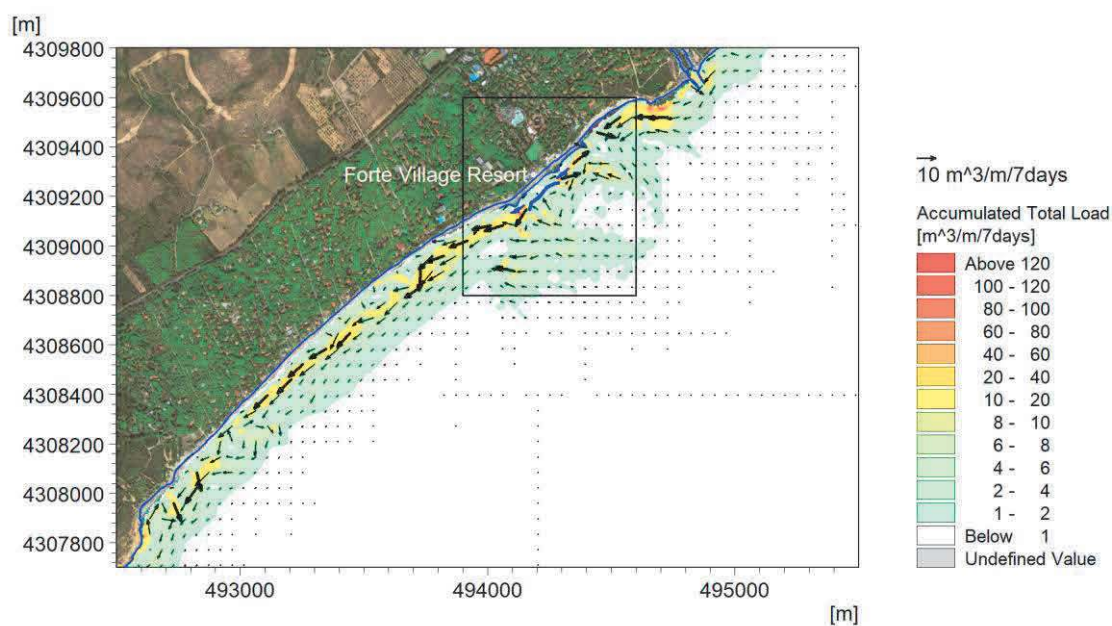 [m]
4309800
4309600
4309400
4309200
4309000
4308800
4308600
4308400
4308200
4308000
4307800
Forte Village Resort
493000 494000 495000
[m]
10 m^3/m/7days
Accumulated Total Load
[m^3/m/7days]
Above 120
100 - 120
80 - 100
60 - 80
40 - 60
20 - 40
10 - 20
8 - 10
6 - 8
4 - 6
2 - 4
1 - 2
Below 1
Undefined Value